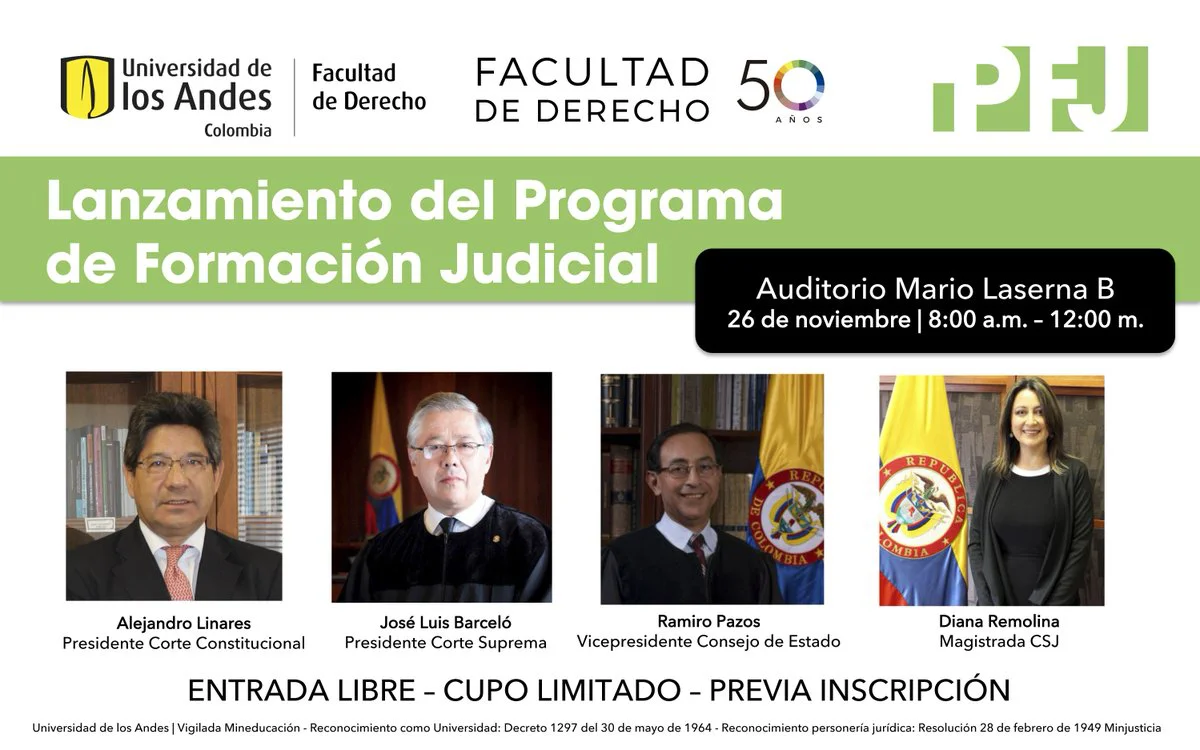 Universidad de
los Andes
Colombia
Facultad
de Derecho
FACULTAD
DE DERECHO
50
AÑOS
PFJ
Lanzamiento del Programa
de Formación Judicial
Auditorio Mario Laserna B
26 de noviembre | 8:00 a.m. – 12:00 m.
REPUBLICA
COLOMBIA
Alejandro Linares
Presidente Corte Constitucional
José Luis Barceló
Presidente Corte Suprema
Ramiro Pazos
Vicepresidente Consejo de Estado
Diana Remolina
Magistrada CSJ
ENTRADA LIBRE – CUPO LIMITADO – PREVIA INSCRIPCIÓN
Universidad de los Andes | Vigilada Mineducación - Reconocimiento como Universidad: Decreto 1297 del 30 de mayo de 1964 - Reconocimiento personería jurídica: Resolución 28 de febrero de 1949 Minjusticia